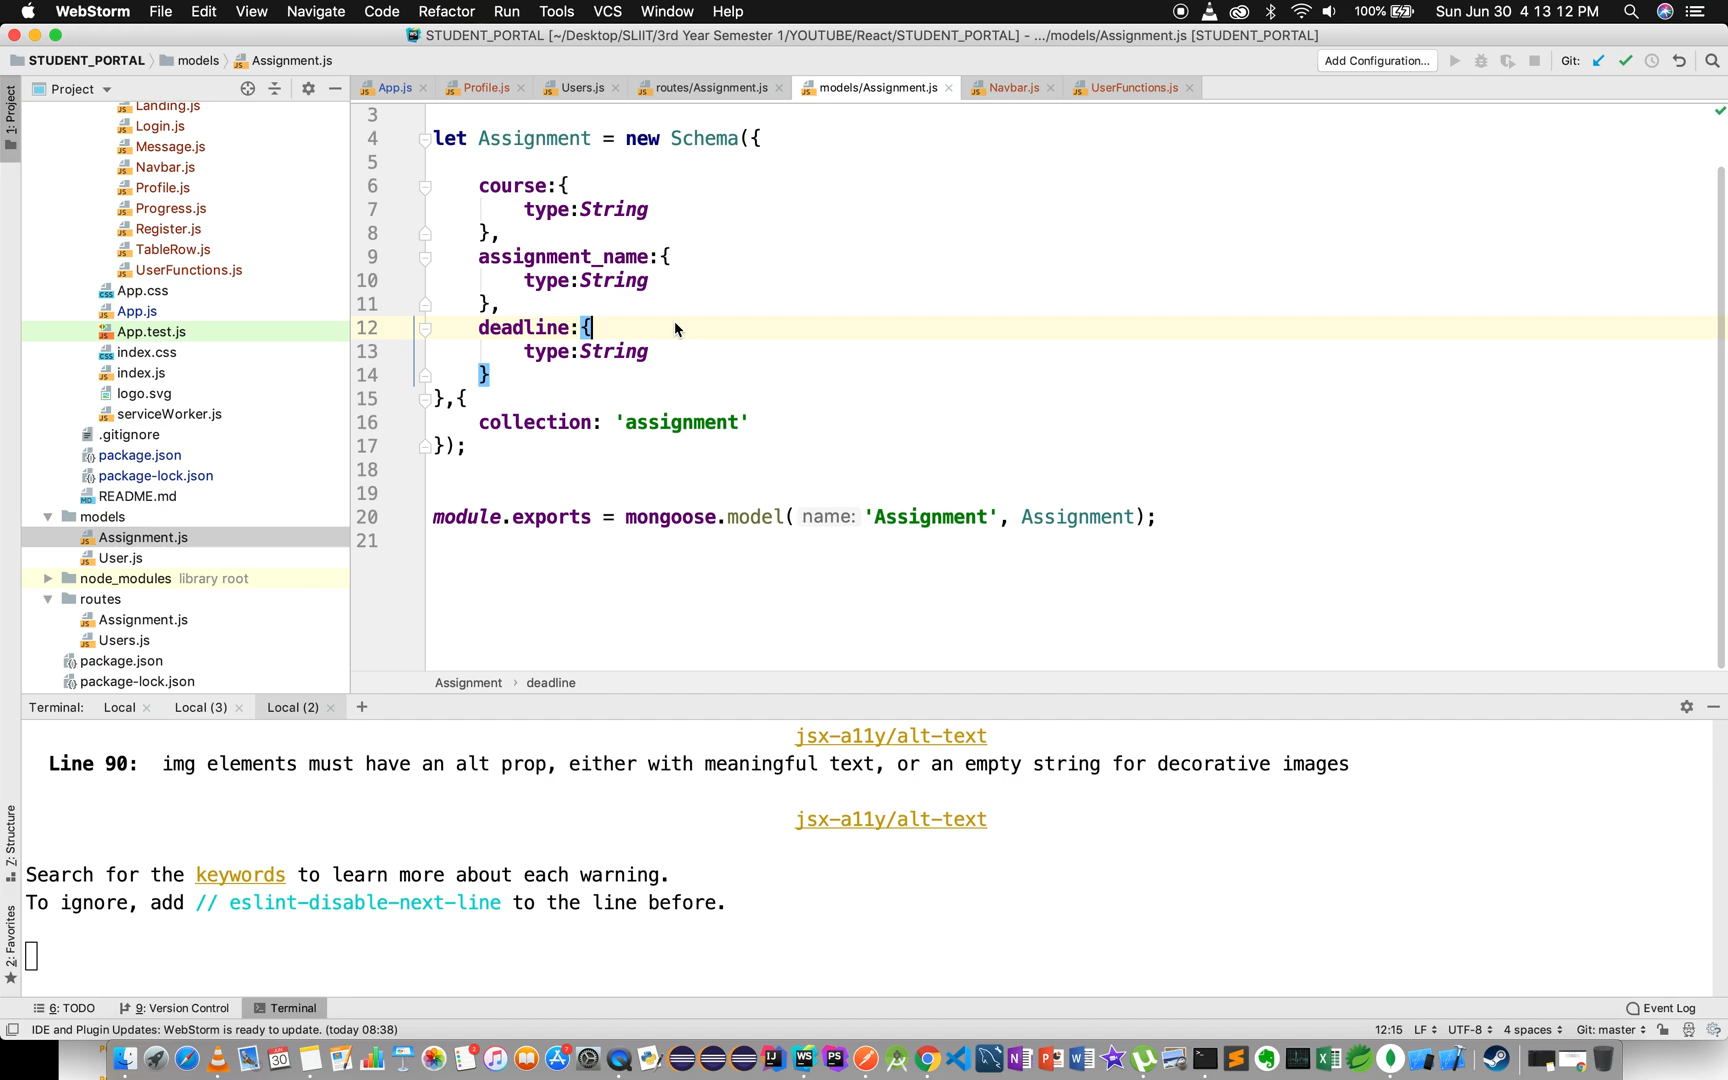 WebStorm File Edit View Navigate Code Refactor Run Tools VCS Window Help 100% Sun Jun 30 4 13 12 PM
STUDENT_PORTAL [~/Desktop/SLIIT/3rd Year Semester 1/YOUTUBE/React/STUDENT_PORTAL] - .../models/Assignment.js [STUDENT_PORTAL]
STUDENT_PORTAL models Assignment.js Add Configuration... Git:
Project App.js Profile.js Users.js routes/Assignment.js models/Assignment.js Navbar.js UserFunctions.js
1: Project
Landing.js
Login.js
Message.js
Navbar.js
Profile.js
Progress.js
Register.js
TableRow.js
UserFunctions.js
App.css
App.js
App.test.js
index.css
index.js
logo.svg
serviceWorker.js
.gitignore
package.json
package-lock.json
README.md
models
Assignment.js
User.js
node_modules library root
routes
Assignment.js
Users.js
package.json
package-lock.json
3
4 let Assignment = new Schema({
5
6 course:{
7 type:String
8 },
9 assignment_name:{
10 type:String
11 },
12 deadline:{
13 type:String
14 }
15 },{
16 collection: 'assignment'
17 });
18
19
20 module.exports = mongoose.model( name: 'Assignment', Assignment);
21
Assignment › deadline
Terminal: Local Local (3) Local (2) +
jsx-a11y/alt-text
Line 90: img elements must have an alt prop, either with meaningful text, or an empty string for decorative images
jsx-a11y/alt-text
Search for the keywords to learn more about each warning.
To ignore, add // eslint-disable-next-line to the line before.
Z: Structure
2: Favorites
6: TODO 9: Version Control Terminal Event Log
IDE and Plugin Updates: WebStorm is ready to update. (today 08:38) 12:15 LF UTF-8 4 spaces Git: master